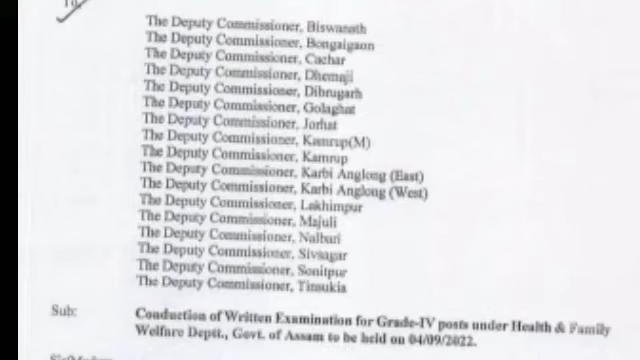 To,
The Deputy Commissioner, Biswanath
The Deputy Commissioner, Bongaigaon
The Deputy Commissioner, Cachar
The Deputy Commissioner, Dhemaji
The Deputy Commissioner, Dibrugarh
The Deputy Commissioner, Golaghat
The Deputy Commissioner, Jorhat
The Deputy Commissioner, Kamrup(M)
The Deputy Commissioner, Kamrup
The Deputy Commissioner, Karbi Anglong (East)
The Deputy Commissioner, Karbi Anglong (West)
The Deputy Commissioner, Lakhimpur
The Deputy Commissioner, Majuli
The Deputy Commissioner, Nalbari
The Deputy Commissioner, Sivsagar
The Deputy Commissioner, Sonitpur
The Deputy Commissioner, Tinsukia
Sub: Conduction of Written Examination for Grade-IV posts under Health & Family
Welfare Deptt., Govt. of Assam to be held on 04/09/2022.